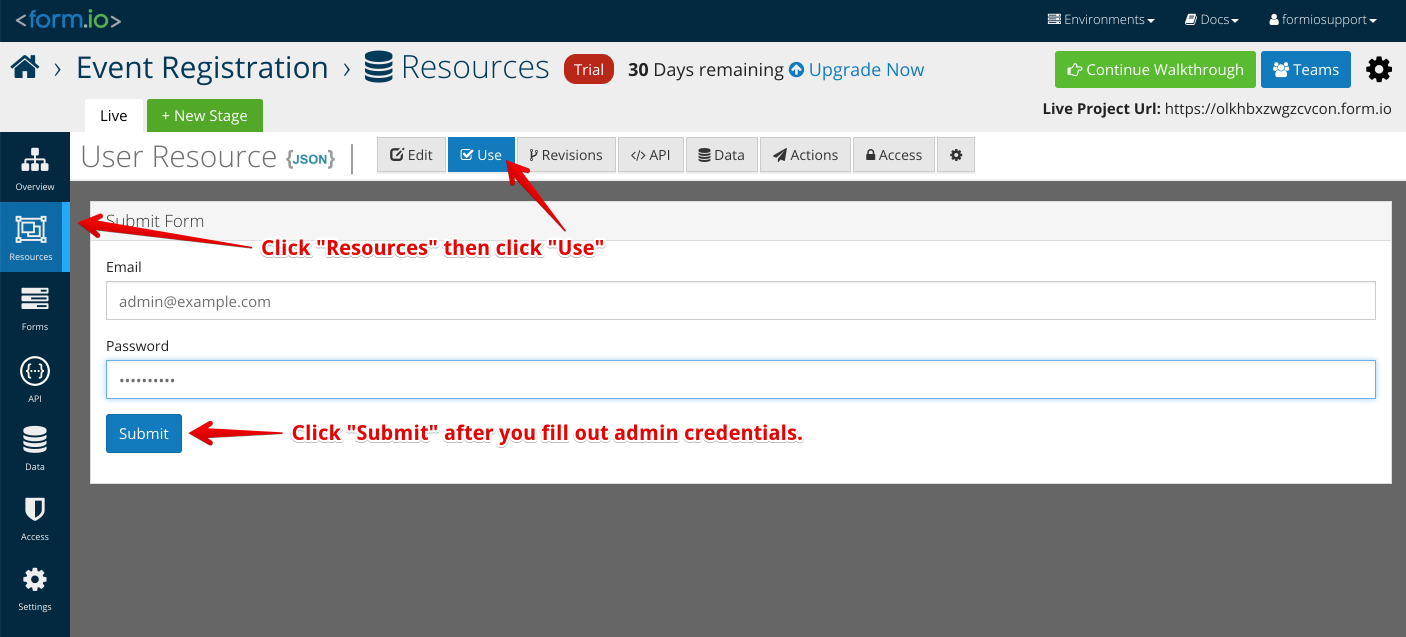 <form.io>
Environments
Docs
formiosupport
Event Registration
Resources
Trial
30 Days remaining
Upgrade Now
Continue Walkthrough
Teams
Live
+ New Stage
Live Project Url: https://olkhbxzwgzcvcon.form.io
Overview
Resources
Forms
API
Data
Access
Settings
User Resource {JSON}
Edit
Use
Revisions
</> API
Data
Actions
Access
Submit Form
Click "Resources" then click "Use"
Email
admin@example.com
Password
••••••••••
Submit
Click "Submit" after you fill out admin credentials.